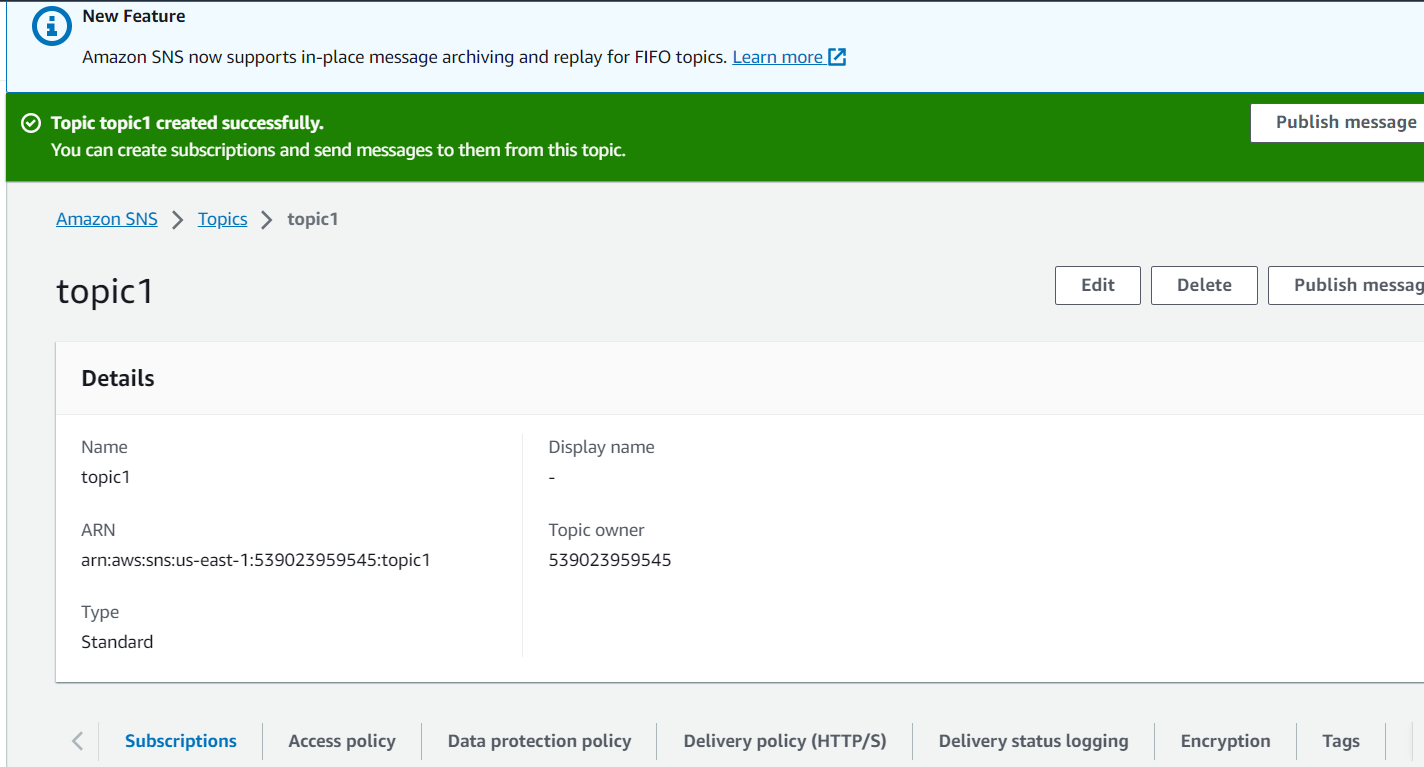 New Feature
Amazon SNS now supports in-place message archiving and replay for FIFO topics. Learn more
Topic topic1 created successfully.
Publish message
You can create subscriptions and send messages to them from this topic.
Amazon SNS > Topics > topic1
topic1
Edit
Delete
Publish messag
Details
Name
topic1
Display name
-
ARN
arn:aws:sns:us-east-1:539023959545:topic1
Topic owner
539023959545
Type
Standard
Subscriptions
Access policy
Data protection policy
Delivery policy (HTTP/S)
Delivery status logging
Encryption
Tags